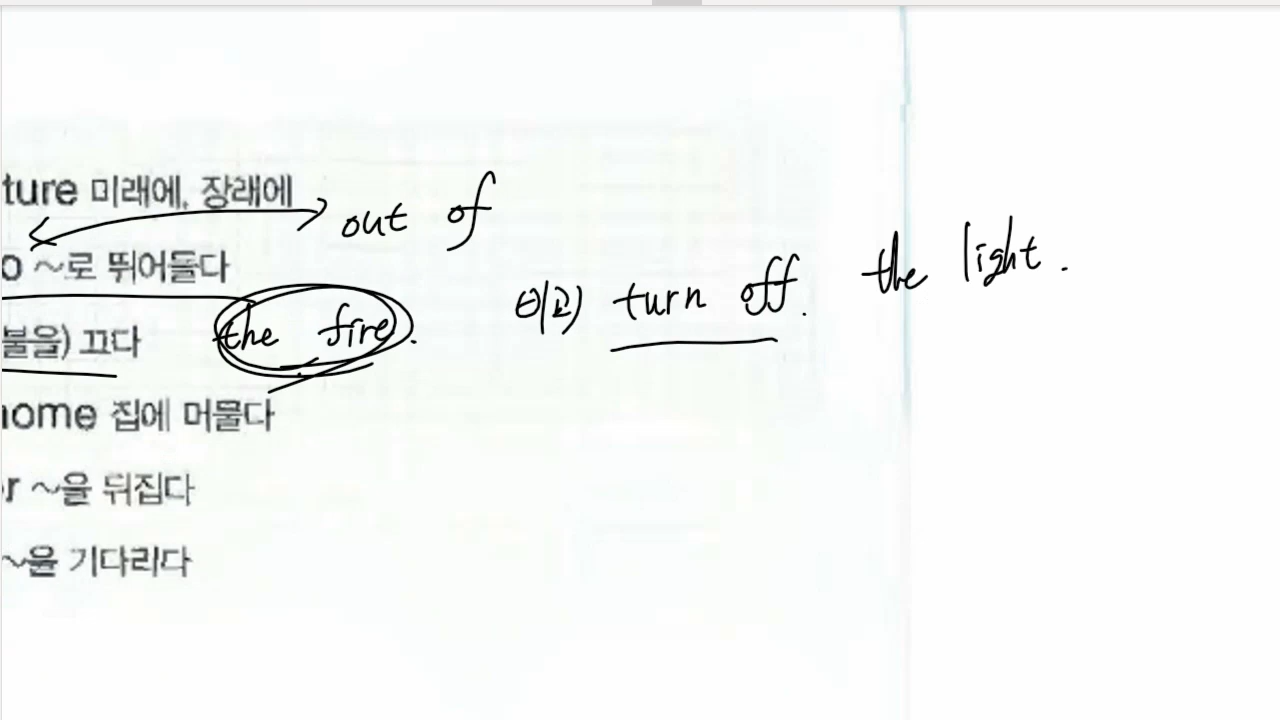 ture 미래에, 장래에
out of
o ~로 뛰어들다
비교) turn off. the light.
불을) 끄다 the fire.
home 집에 머물다
r ~을 뒤집다
~을 기다리다